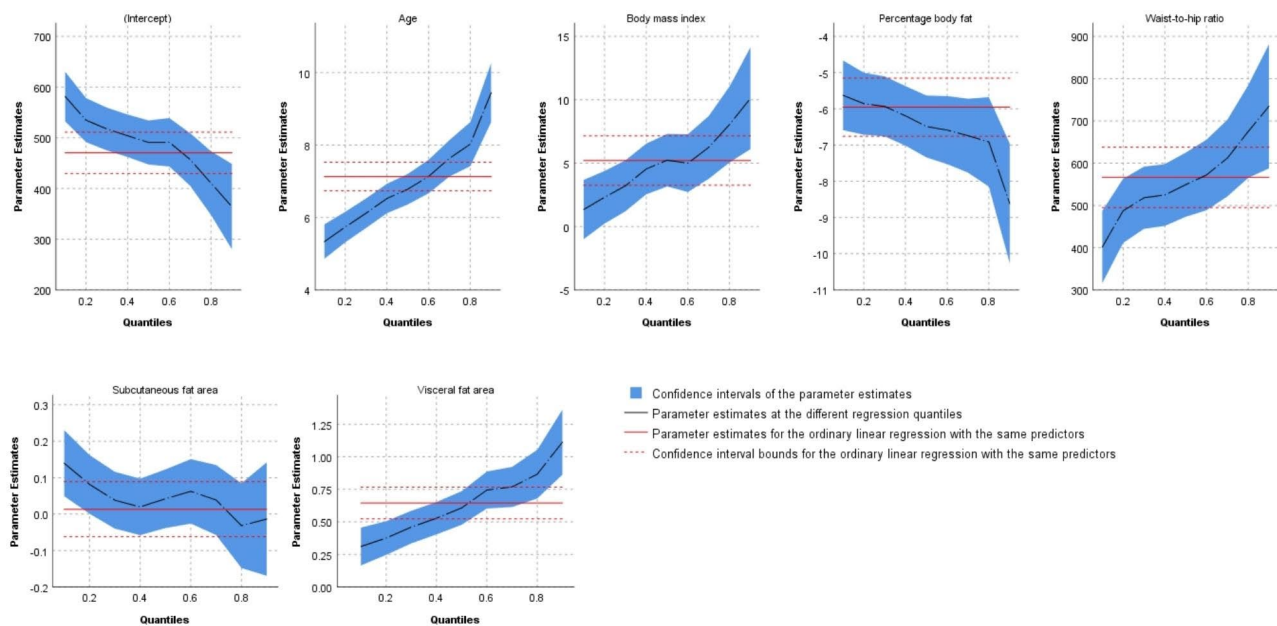 (Intercept)
Parameter Estimates
700
600
500
400
300
200
0.2 0.4 0.6 0.8
Quantiles
Age
Parameter Estimates
10
8
6
4
0.2 0.4 0.6 0.8
Quantiles
Body mass index
Parameter Estimates
15
10
5
0
-5
0.2 0.4 0.6 0.8
Quantiles
Percentage body fat
Parameter Estimates
-4
-5
-6
-7
-8
-9
-10
-11
0.2 0.4 0.6 0.8
Quantiles
Waist-to-hip ratio
Parameter Estimates
900
800
700
600
500
400
300
0.2 0.4 0.6 0.8
Quantiles
Subcutaneous fat area
Parameter Estimates
0.3
0.2
0.1
0.0
-0.1
-0.2
0.2 0.4 0.6 0.8
Quantiles
Visceral fat area
Parameter Estimates
1.25
1.00
0.75
0.50
0.25
0.00
0.2 0.4 0.6 0.8
Quantiles
Confidence intervals of the parameter estimates
Parameter estimates at the different regression quantiles
Parameter estimates for the ordinary linear regression with the same predictors
Confidence interval bounds for the ordinary linear regression with the same predictors